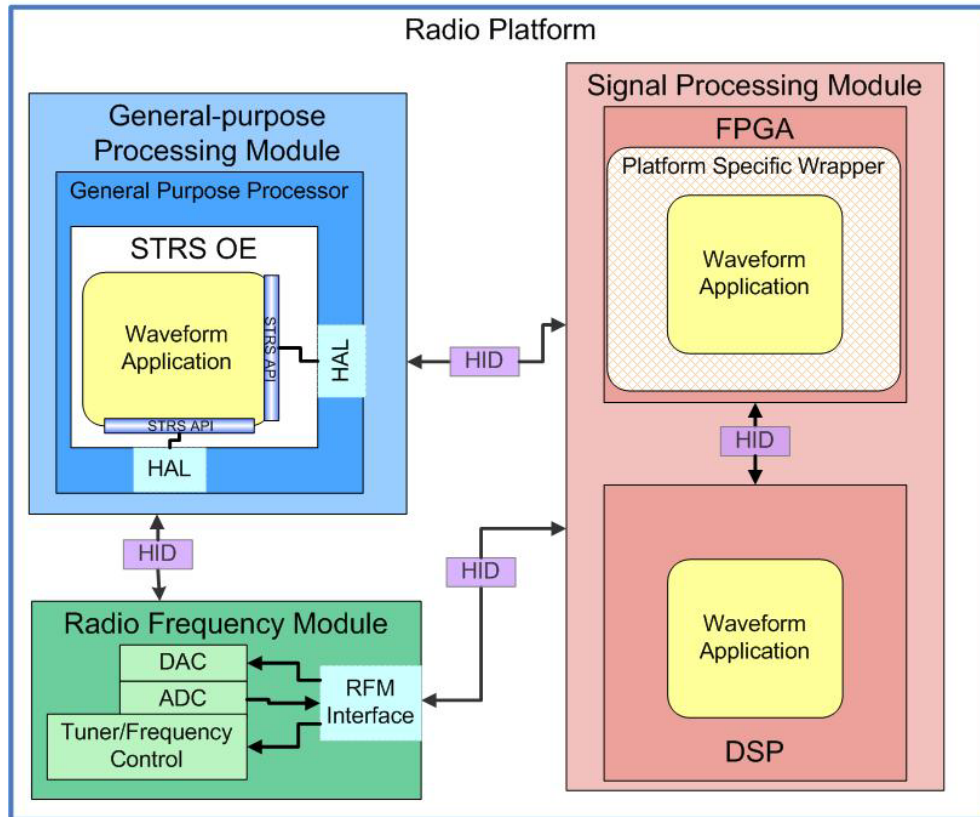 Radio Platform
General-purpose
Processing Module
General Purpose Processor
STRS OE
Waveform
Application
STRS API
STRS API
HAL
HAL
HID
HID
HID
Signal Processing Module
FPGA
Platform Specific Wrapper
Waveform
Application
HID
Waveform
Application
DSP
Radio Frequency Module
DAC
ADC
Tuner/Frequency
Control
RFM
Interface